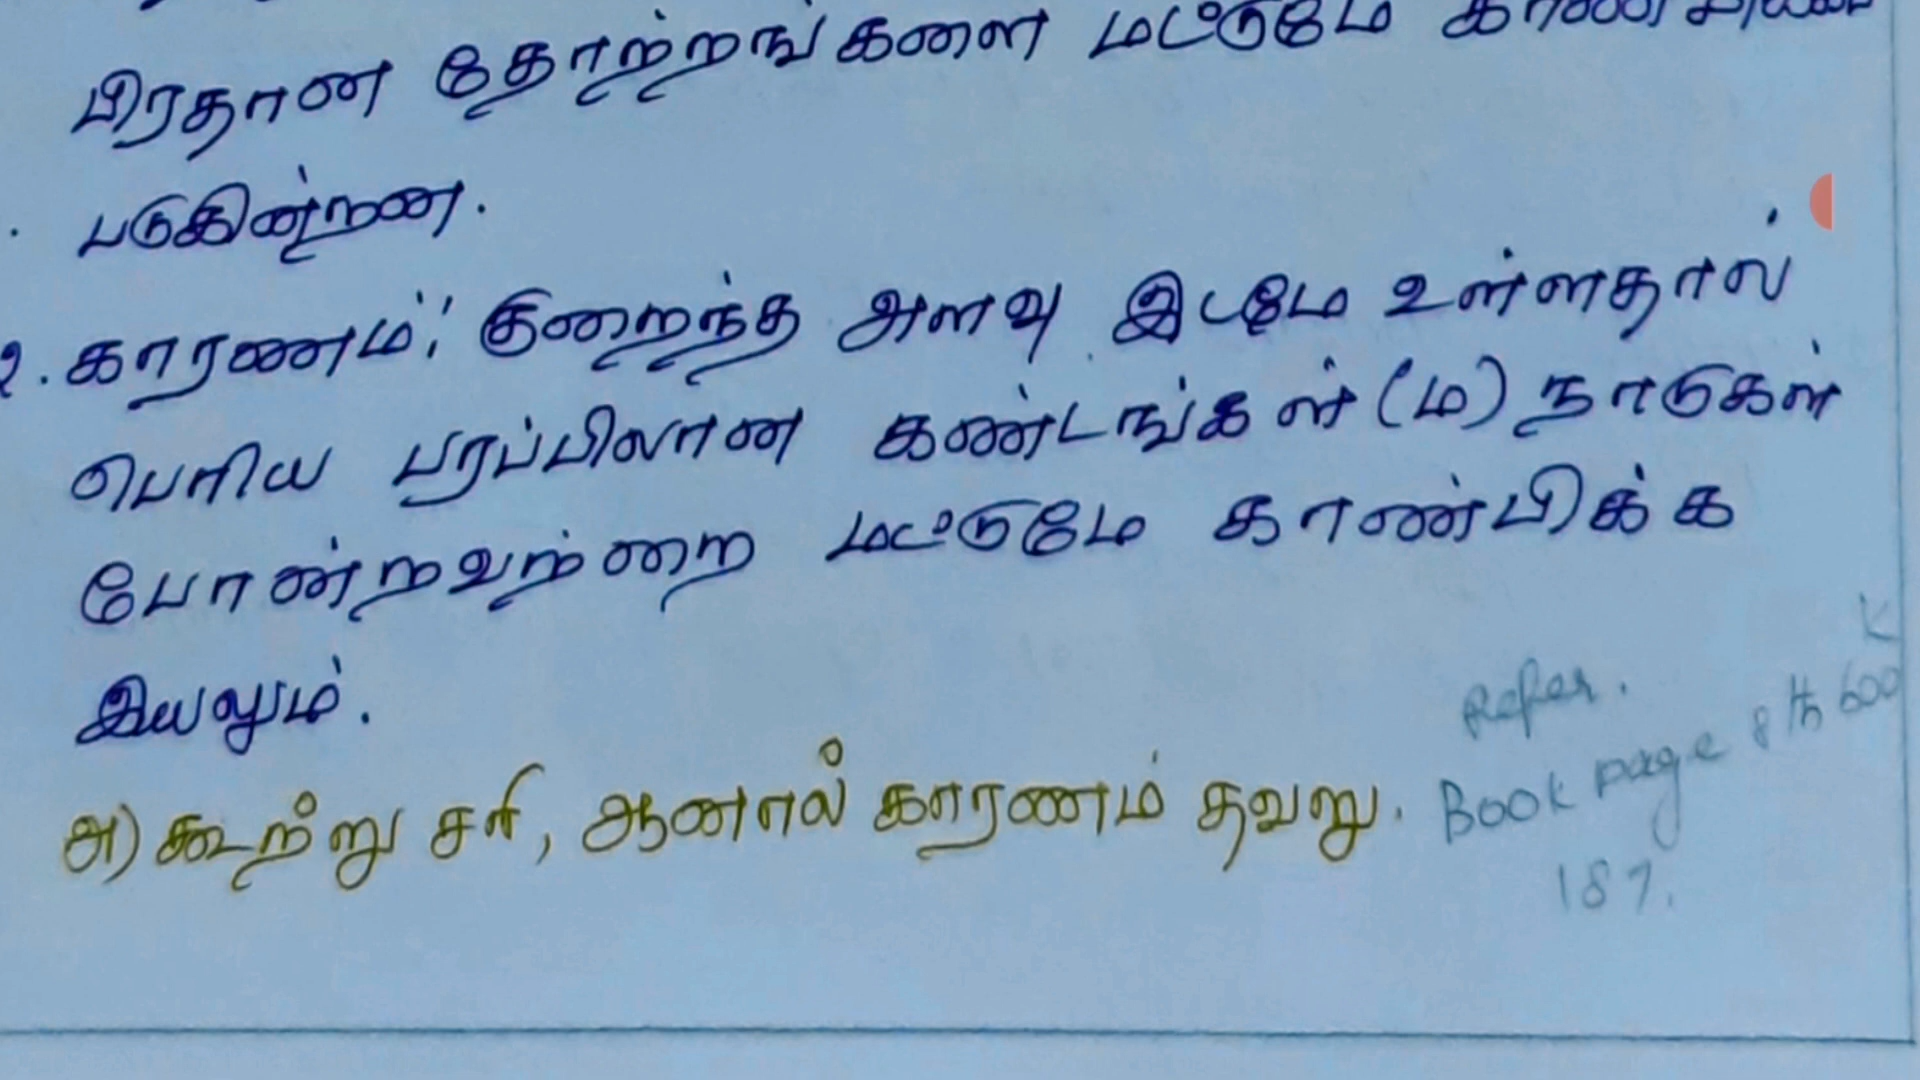 பிரதான தோற்றங்களை மட்டுமே
படுகின்றன.
2. காரணம்: குறைந்த அளவு இடமே உள்ளதால்
பெரிய பரப்பிலான கண்டங்கள் (ம) நாடுகள்
போன்றவற்றை மட்டுமே காண்பிக்க
இயலும்.
அ) கூற்று சரி, ஆனால் காரணம் தவறு.
Refer.
Book page 8th
187.